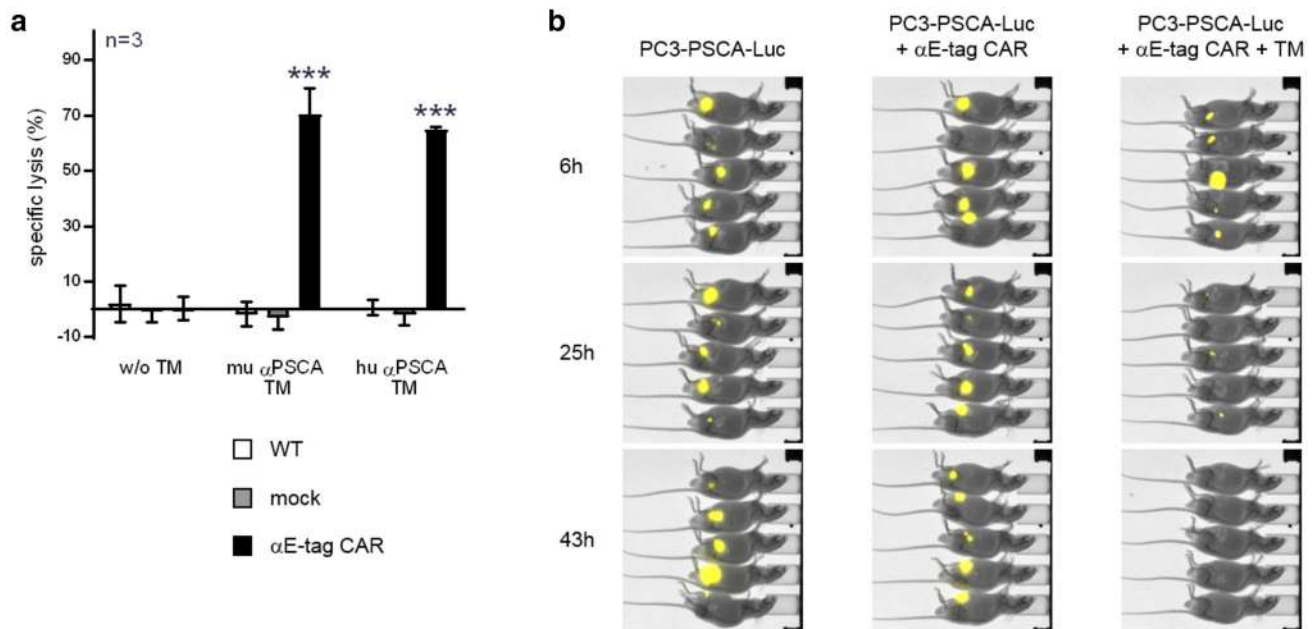 a
n=3
90
70
50
30
10
-10
specific lysis (%)
***
***
w/o TM
mu αPSCA
TM
hu αPSCA
TM
WT
mock
αE-tag CAR
b
PC3-PSCA-Luc
PC3-PSCA-Luc
+ αE-tag CAR
PC3-PSCA-Luc
+ αE-tag CAR + TM
6h
25h
43h